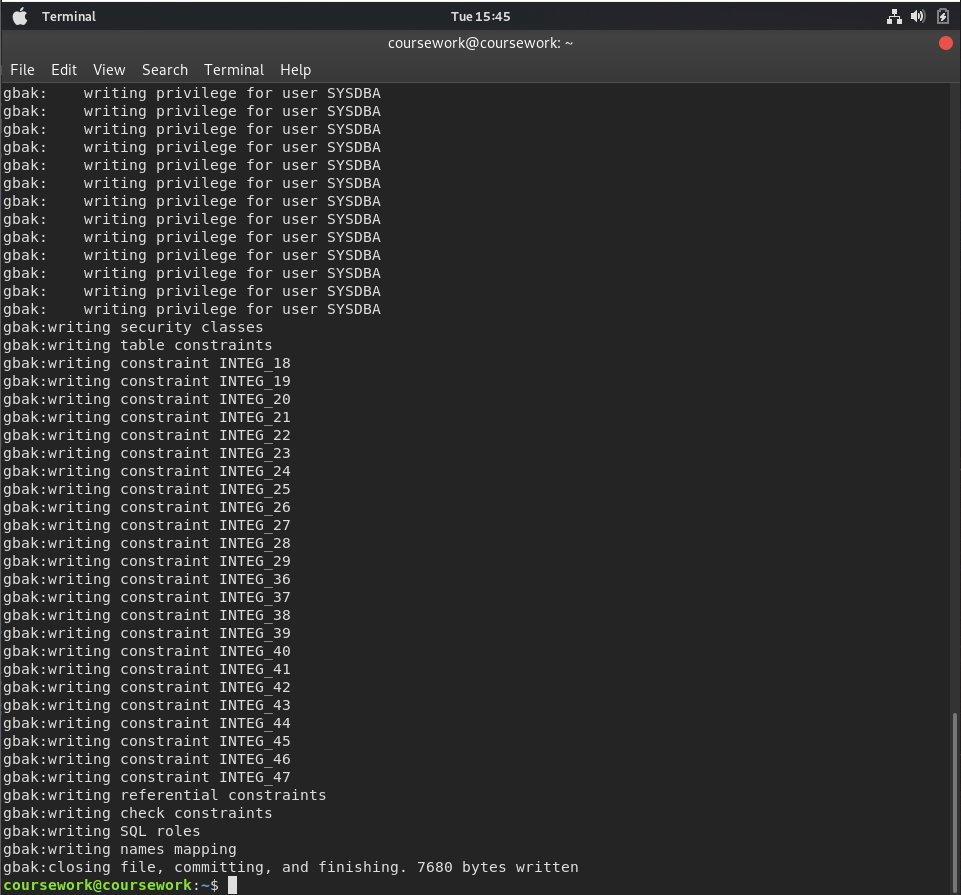 Terminal
Tue 15:45
coursework@coursework: ~
File Edit View Search Terminal Help
gbak:    writing privilege for user SYSDBA
gbak:    writing privilege for user SYSDBA
gbak:    writing privilege for user SYSDBA
gbak:    writing privilege for user SYSDBA
gbak:    writing privilege for user SYSDBA
gbak:    writing privilege for user SYSDBA
gbak:    writing privilege for user SYSDBA
gbak:    writing privilege for user SYSDBA
gbak:    writing privilege for user SYSDBA
gbak:    writing privilege for user SYSDBA
gbak:    writing privilege for user SYSDBA
gbak:    writing privilege for user SYSDBA
gbak:    writing privilege for user SYSDBA
gbak:writing security classes
gbak:writing table constraints
gbak:writing constraint INTEG_18
gbak:writing constraint INTEG_19
gbak:writing constraint INTEG_20
gbak:writing constraint INTEG_21
gbak:writing constraint INTEG_22
gbak:writing constraint INTEG_23
gbak:writing constraint INTEG_24
gbak:writing constraint INTEG_25
gbak:writing constraint INTEG_26
gbak:writing constraint INTEG_27
gbak:writing constraint INTEG_28
gbak:writing constraint INTEG_29
gbak:writing constraint INTEG_36
gbak:writing constraint INTEG_37
gbak:writing constraint INTEG_38
gbak:writing constraint INTEG_39
gbak:writing constraint INTEG_40
gbak:writing constraint INTEG_41
gbak:writing constraint INTEG_42
gbak:writing constraint INTEG_43
gbak:writing constraint INTEG_44
gbak:writing constraint INTEG_45
gbak:writing constraint INTEG_46
gbak:writing constraint INTEG_47
gbak:writing referential constraints
gbak:writing check constraints
gbak:writing SQL roles
gbak:writing names mapping
gbak:closing file, committing, and finishing. 7680 bytes written
coursework@coursework:~$